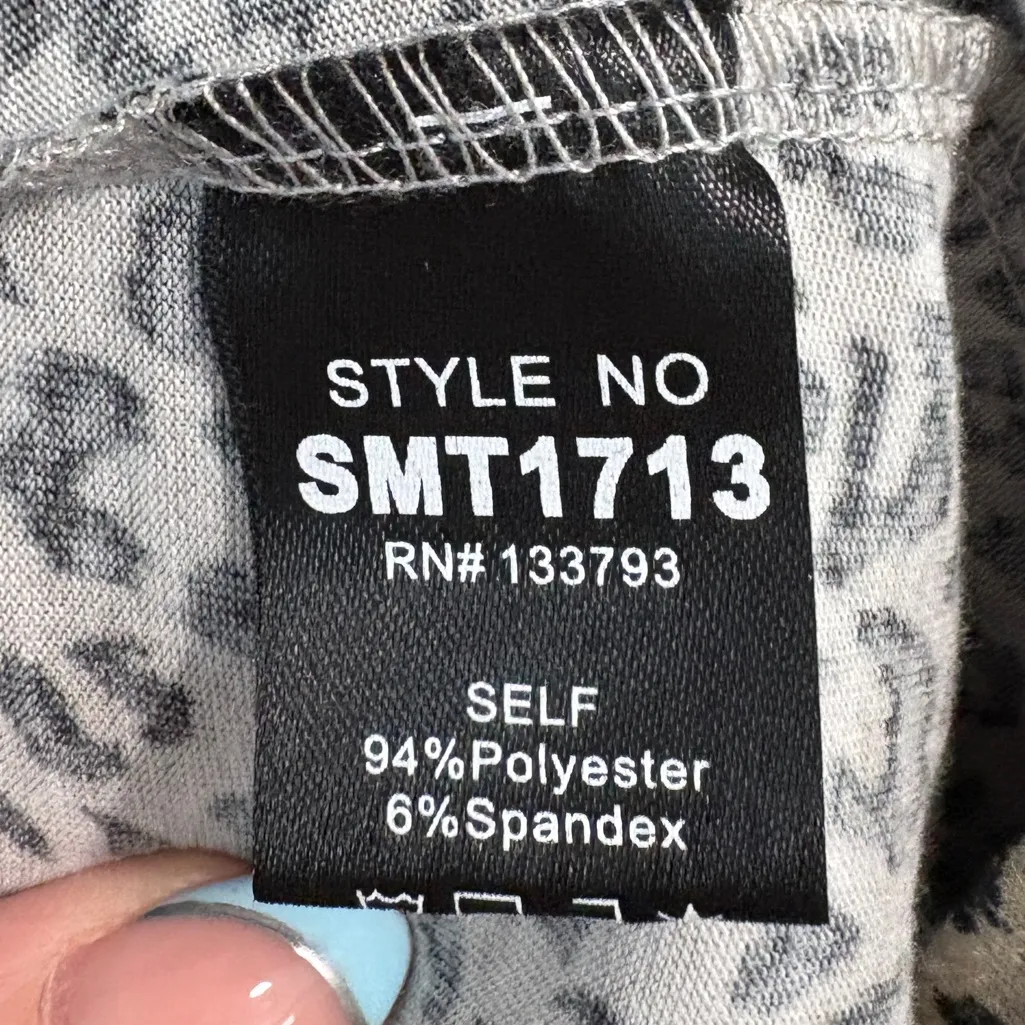 STYLE NO
SMT1713
RN# 133793
SELF
94%Polyester
6%Spandex